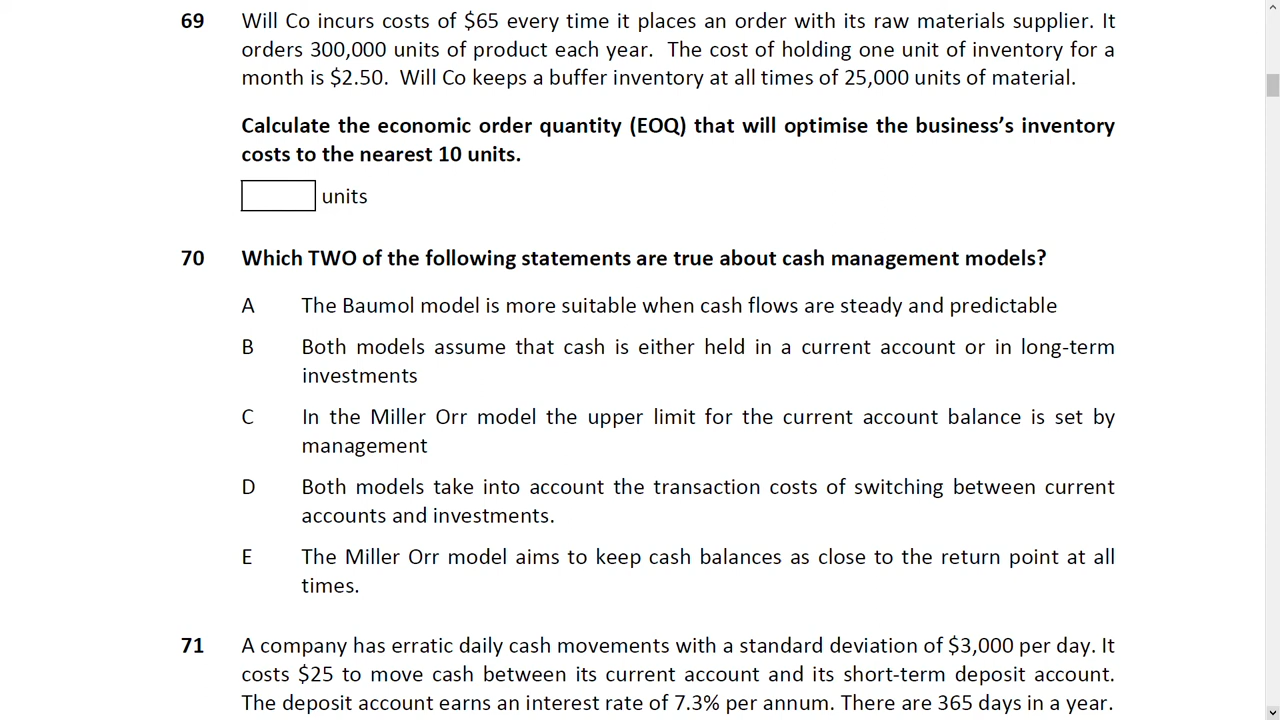 69 Will Co incurs costs of $65 every time it places an order with its raw materials supplier. It
orders 300,000 units of product each year. The cost of holding one unit of inventory for a
month is $2.50. Will Co keeps a buffer inventory at all times of 25,000 units of material.
Calculate the economic order quantity (EOQ) that will optimise the business’s inventory
costs to the nearest 10 units.
units
70 Which TWO of the following statements are true about cash management models?
A The Baumol model is more suitable when cash flows are steady and predictable
B Both models assume that cash is either held in a current account or in long-term
investments
C In the Miller Orr model the upper limit for the current account balance is set by
management
D Both models take into account the transaction costs of switching between current
accounts and investments.
E The Miller Orr model aims to keep cash balances as close to the return point at all
times.
71 A company has erratic daily cash movements with a standard deviation of $3,000 per day. It
costs $25 to move cash between its current account and its short-term deposit account.
The deposit account earns an interest rate of 7.3% per annum. There are 365 days in a year.